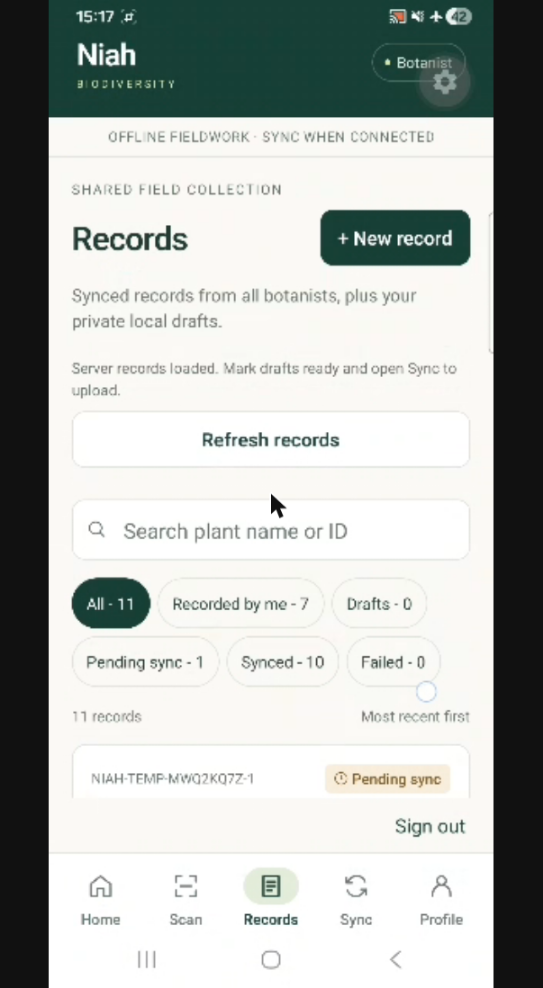 15:17
42
Niah
BIODIVERSITY
Botanist
OFFLINE FIELDWORK · SYNC WHEN CONNECTED
SHARED FIELD COLLECTION
Records
+ New record
Synced records from all botanists, plus your
private local drafts.
Server records loaded. Mark drafts ready and open Sync to
upload.
Refresh records
Search plant name or ID
All - 11
Recorded by me - 7
Drafts - 0
Pending sync - 1
Synced - 10
Failed - 0
11 records
Most recent first
NIAH-TEMP-MWQ2KQ7Z-1
Pending sync
Sign out
Home
Scan
Records
Sync
Profile